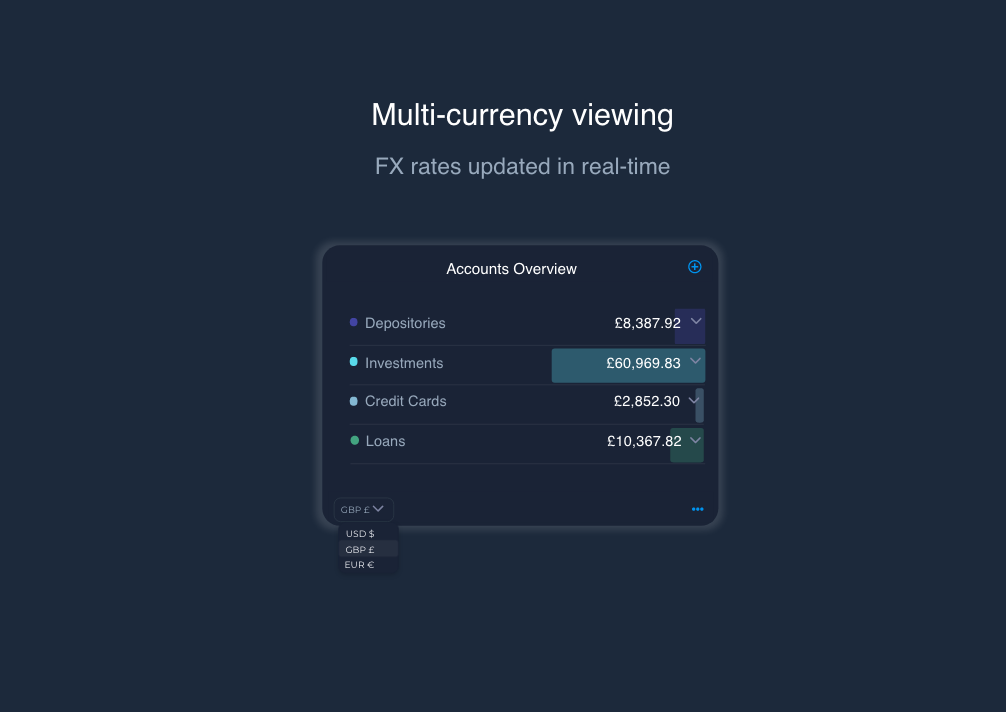 Multi-currency viewing
FX rates updated in real-time
Accounts Overview
Depositories £8,387.92
Investments £60,969.83
Credit Cards £2,852.30
Loans £10,367.82
GBP £
USD $
GBP £
EUR €